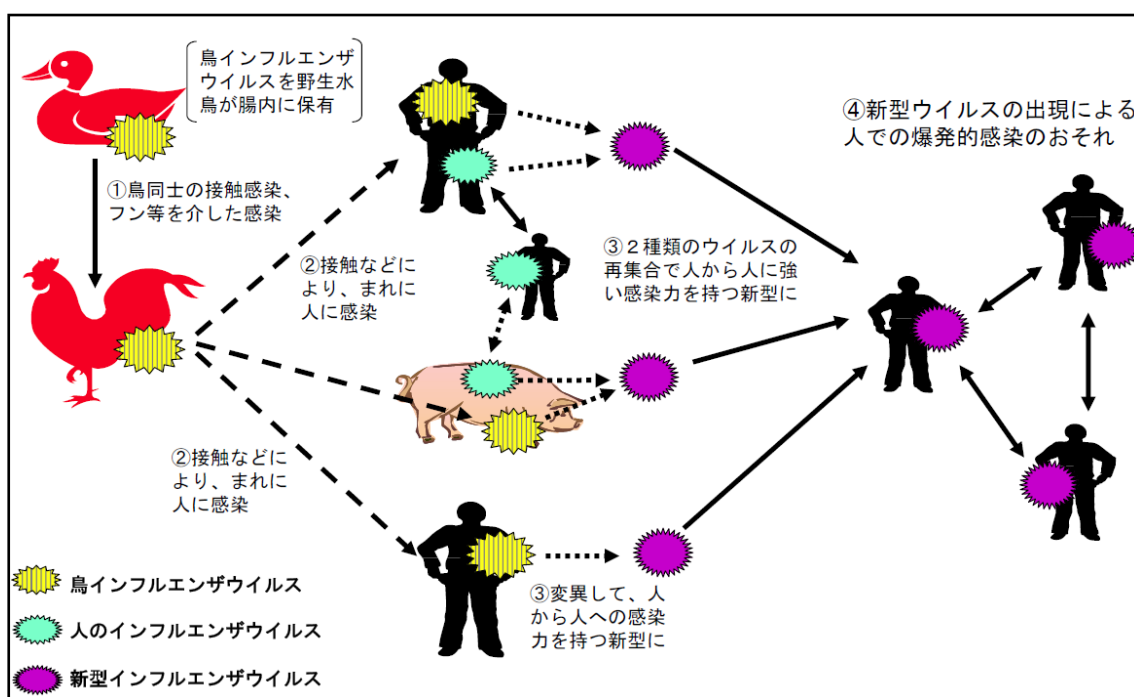 鳥インフルエンザ
ウイルスを野生水
鳥が腸内に保有
①鳥同士の接触感染、
フン等を介した感染
②接触などに
より、まれに
人に感染
③２種類のウイルスの
再集合で人から人に強
い感染力を持つ新型に
④新型ウイルスの出現による
人での爆発的感染のおそれ
②接触などに
より、まれに
人に感染
③変異して、人
から人への感染
力を持つ新型に
鳥インフルエンザウイルス
人のインフルエンザウイルス
新型インフルエンザウイルス